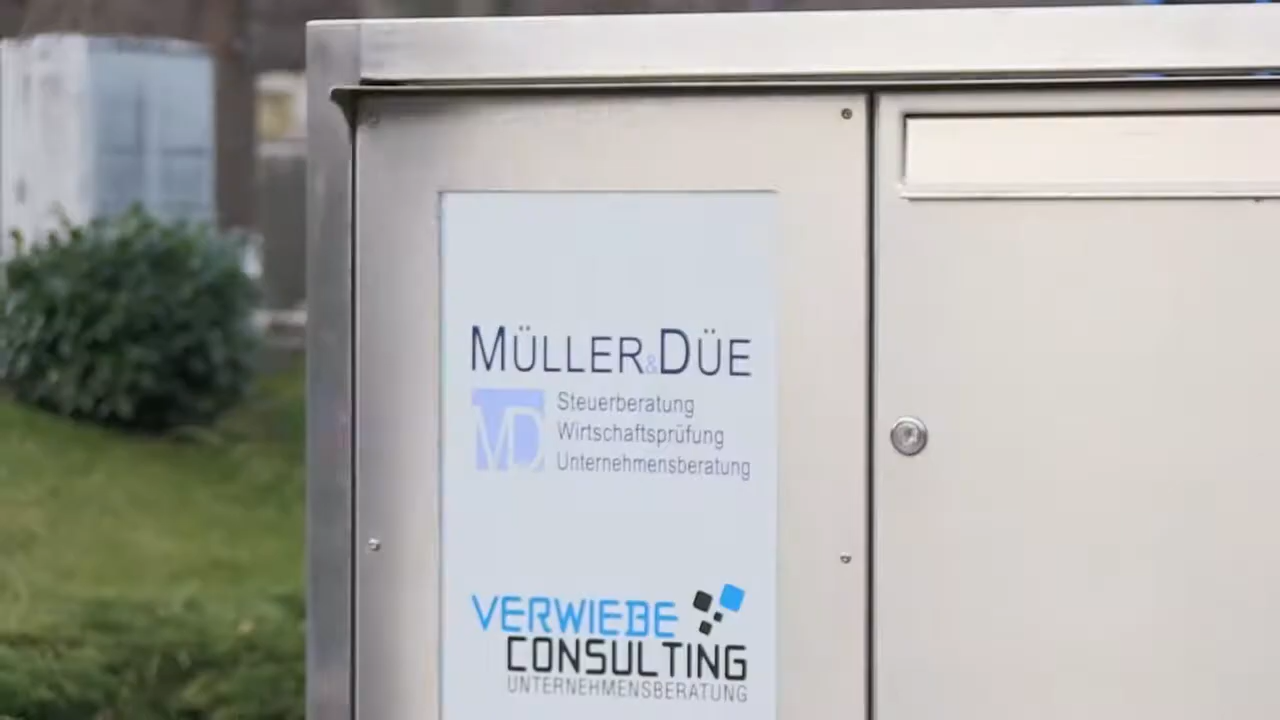 MÜLLER&DÜE
MD
Steuerberatung
Wirtschaftsprüfung
Unternehmensberatung
VERWIEBE
CONSULTING
UNTERNEHMENSBERATUNG